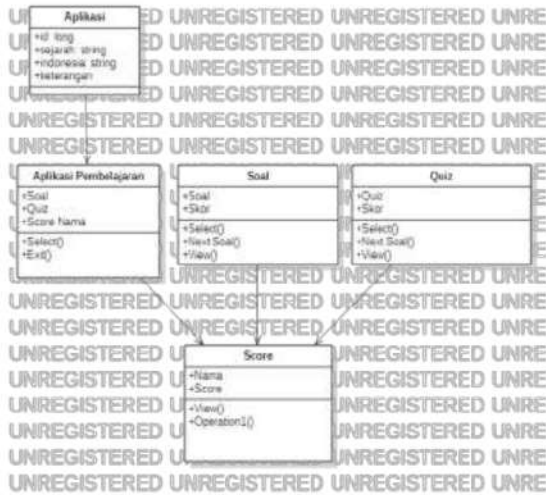 UNREGISTERED UNREGISTERED UNREGISTERED
Aplikasi
+id: long
+sejarah: string
+indonesia: string
+keterangan
Aplikasi Pembelajaran
+Soal
+Quiz
+Score Nama
+Select()
+Exit()
Soal
+Soal
+Skor
+Select()
+Next Soal()
+View()
Quiz
+Quiz
+Skor
+Select()
+Next Soal()
+View()
Score
+Nama
+Score
+View()
+Operation1()